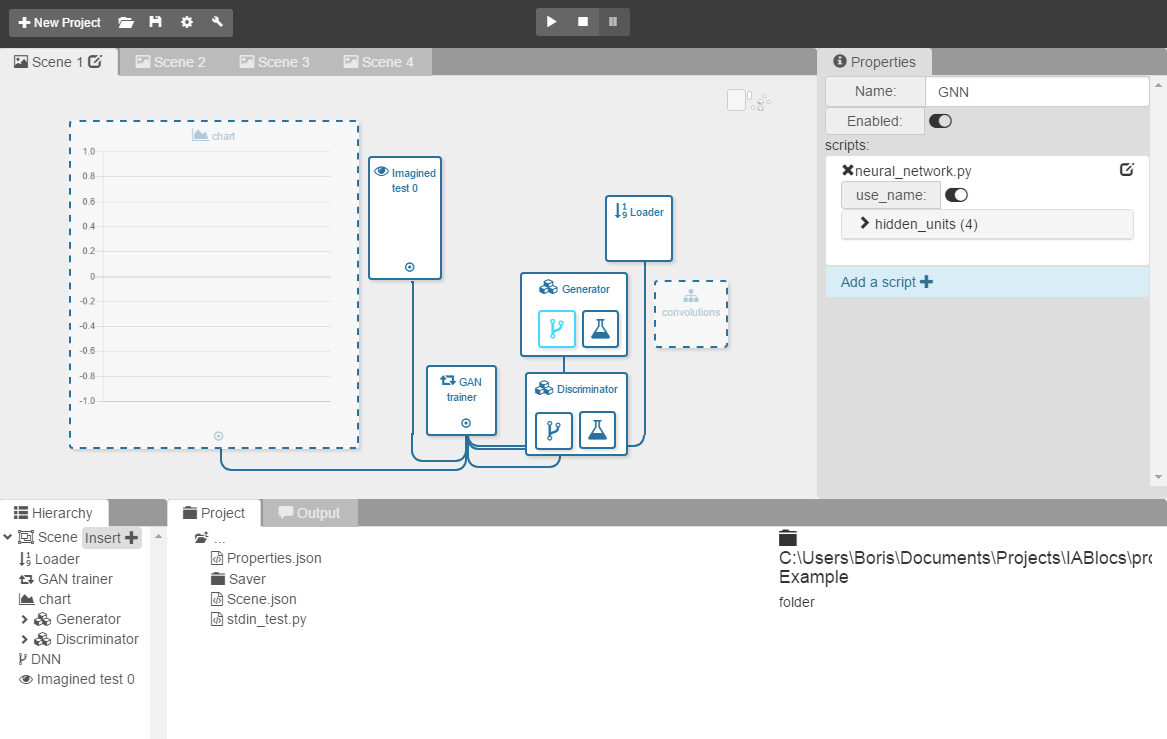 New Project
Scene 1
Scene 2
Scene 3
Scene 4
Properties
Name:
GNN
Enabled:
scripts:
neural_network.py
use_name:
hidden_units (4)
Add a script
chart
1.0
0.8
0.6
0.4
0.2
0
-0.2
-0.4
-0.6
-0.8
-1.0
Imagined
test 0
1
9 Loader
Generator
convolutions
GAN
trainer
Discriminator
Hierarchy
Scene
Insert
1
9 Loader
GAN trainer
chart
Generator
Discriminator
DNN
Imagined test 0
Project
Output
...
Properties.json
Saver
Scene.json
stdin_test.py
C:\Users\Boris\Documents\Projects\IABlocs\pro
Example
folder